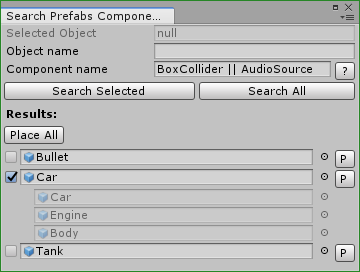 Search Prefabs Compone...
Selected Object null
Object name
Component name BoxCollider || AudioSource ?
Search Selected Search All
Results:
Place All
Bullet P
Car P
Car
Engine
Body
Tank P